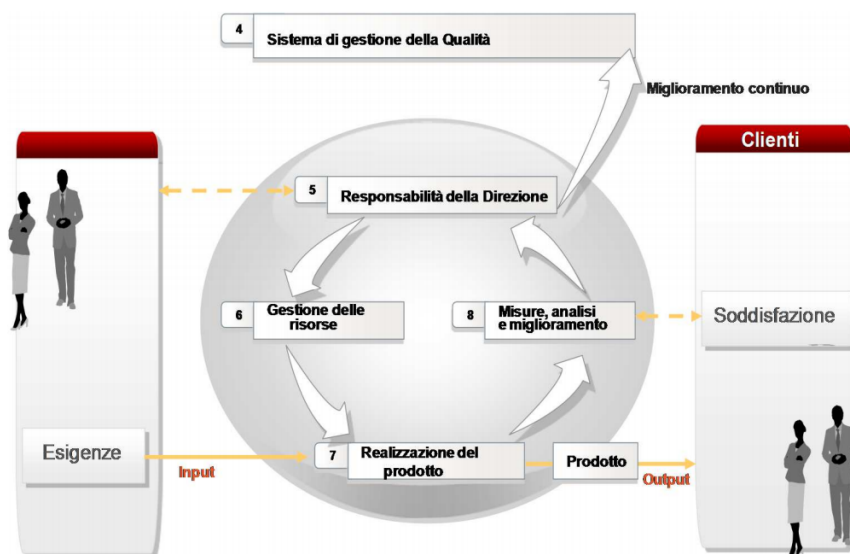 4
Sistema di gestione della Qualità
Miglioramento continuo
Clienti
5
Responsabilità della Direzione
6
Gestione delle
risorse
8
Misure, analisi
e miglioramento
Soddisfazione
Esigenze
Input
7
Realizzazione del
prodotto
Prodotto
Output